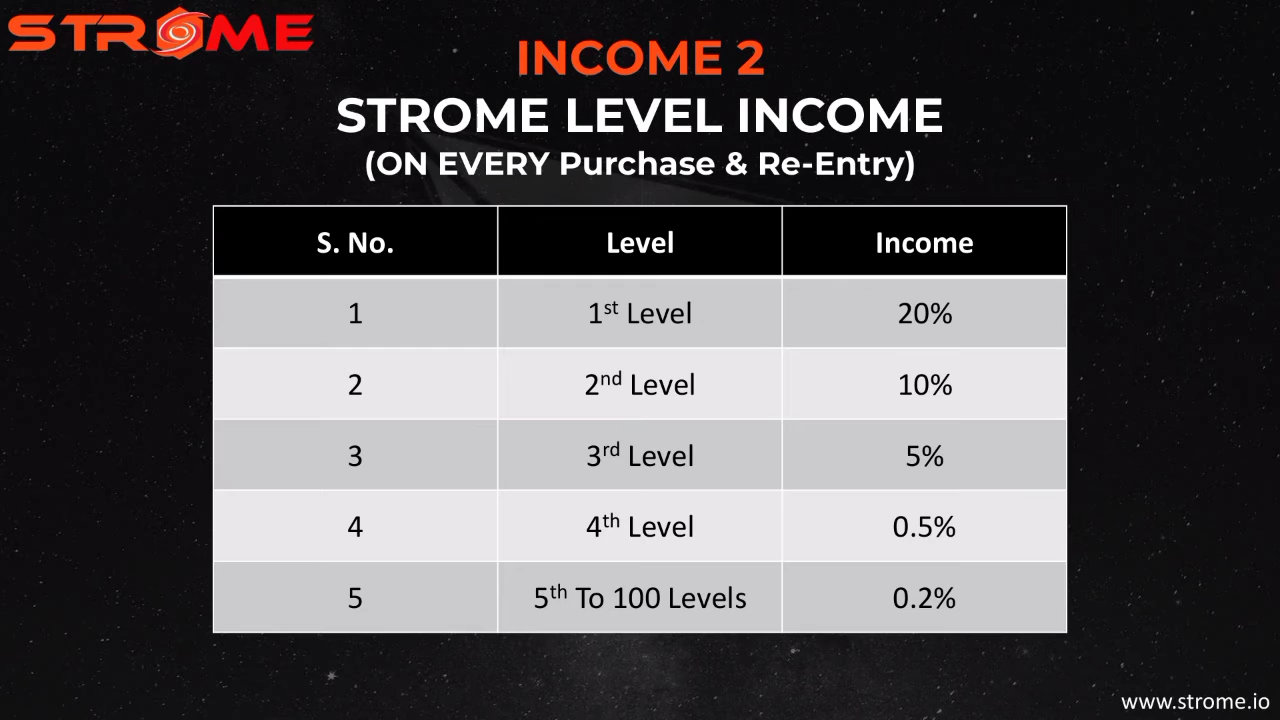 STROME
INCOME 2
STROME LEVEL INCOME
(ON EVERY Purchase & Re-Entry)
S. No. Level Income
1 1st Level 20%
2 2nd Level 10%
3 3rd Level 5%
4 4th Level 0.5%
5 5th To 100 Levels 0.2%
www.strome.io